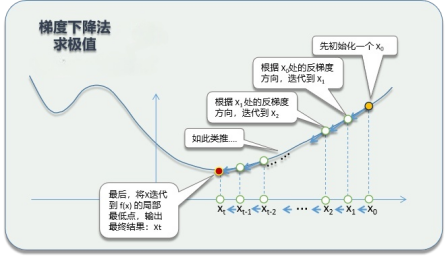 梯度下降法
求极值
先初始化一个 x₀
根据 x₀处的反梯度
方向，迭代到 x₁
根据 x₁处的反梯度
方向，迭代到 x₂
如此类推....
最后，将x迭代
到 f(x) 的局部
最低点，输出
最终结果：xt
xₜ xₜ₋₁ xₜ₋₂ ... x₂ x₁ x₀